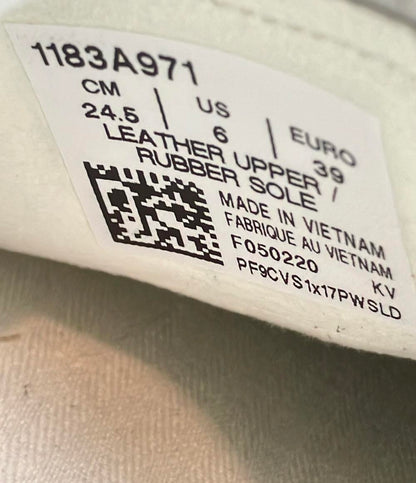 1183A971
CM | US | EURO
24.5 | 6 | 39
LEATHER UPPER /
RUBBER SOLE
MADE IN VIETNAM
FABRIQUE AU VIETNAM
F050220 KV
PF9CVS1x17PWSLD